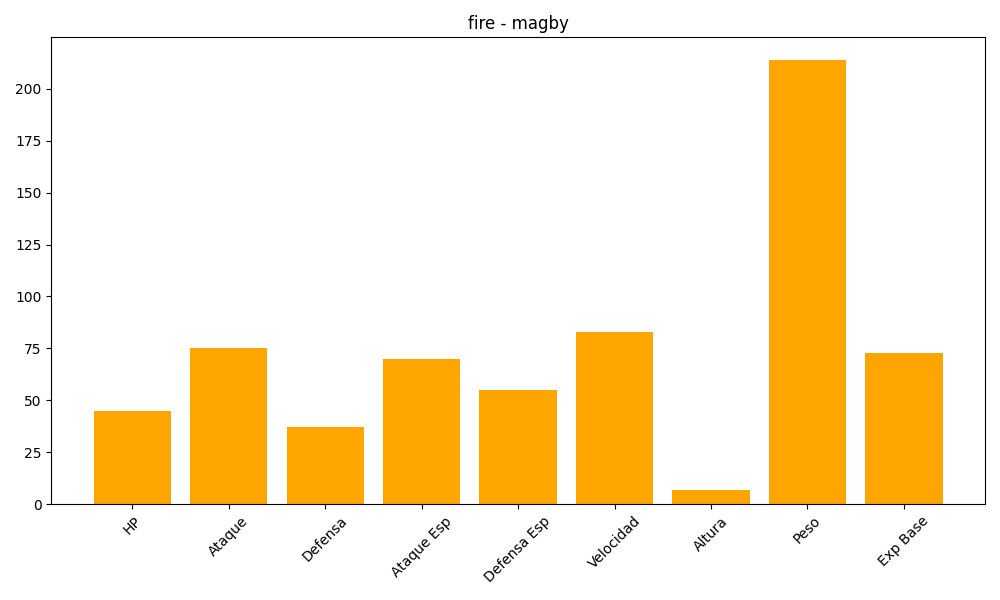 fire - magby
200
175
150
125
100
75
50
25
0
HP
Ataque
Defensa
Ataque Esp
Defensa Esp
Velocidad
Altura
Peso
Exp Base